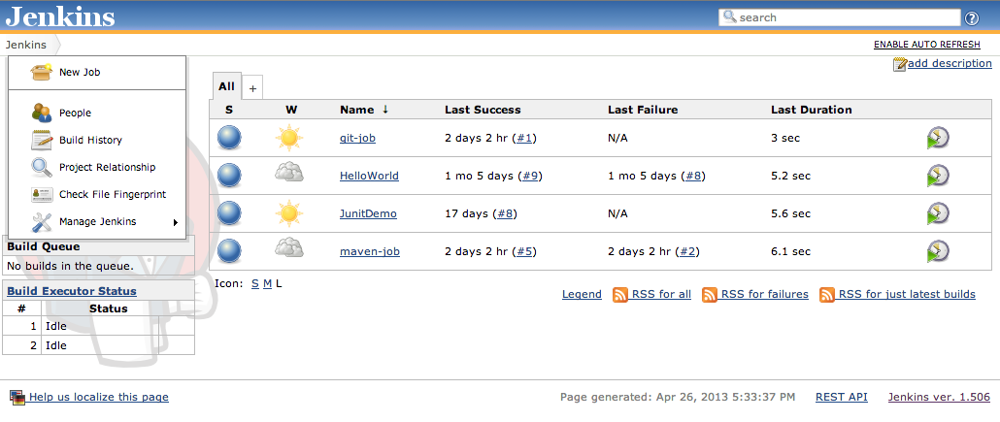 Jenkins
search
?
Jenkins
ENABLE AUTO REFRESH
New Job
People
Build History
Project Relationship
Check File Fingerprint
Manage Jenkins
add description
All +
S W Name ↓ Last Success Last Failure Last Duration
git-job 2 days 2 hr (#1) N/A 3 sec
HelloWorld 1 mo 5 days (#9) 1 mo 5 days (#8) 5.2 sec
JunitDemo 17 days (#8) N/A 5.6 sec
maven-job 2 days 2 hr (#5) 2 days 2 hr (#2) 6.1 sec
Icon: S M L
Legend RSS for all RSS for failures RSS for just latest builds
Build Queue
No builds in the queue.
Build Executor Status
# Status
1 Idle
2 Idle
Help us localize this page
Page generated: Apr 26, 2013 5:33:37 PM REST API Jenkins ver. 1.506